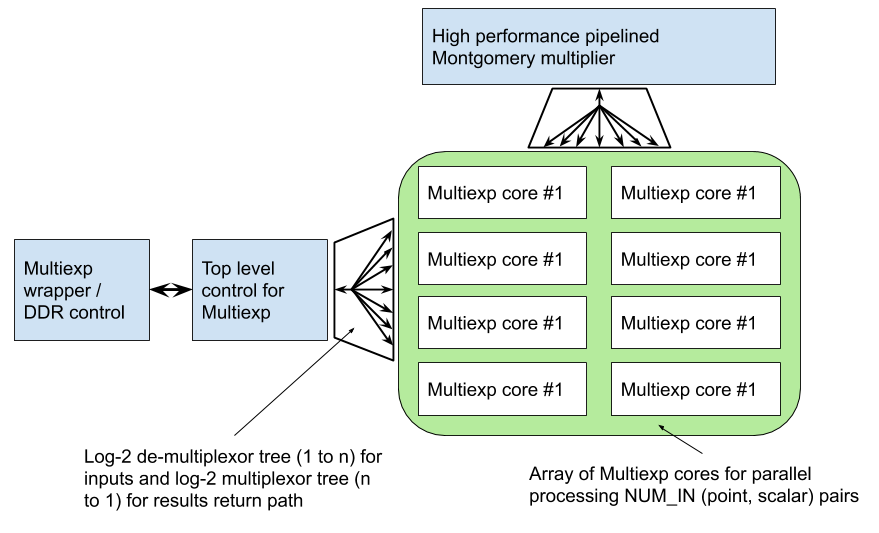 High performance pipelined
Montgomery multiplier
Multiexp core #1
Multiexp core #1
Multiexp core #1
Multiexp core #1
Multiexp core #1
Multiexp core #1
Multiexp core #1
Multiexp core #1
Multiexp
wrapper /
DDR control
Top level
control for
Multiexp
Log-2 de-multiplexor tree (1 to n) for
inputs and log-2 multiplexor tree (n
to 1) for results return path
Array of Multiexp cores for parallel
processing NUM_IN (point, scalar) pairs